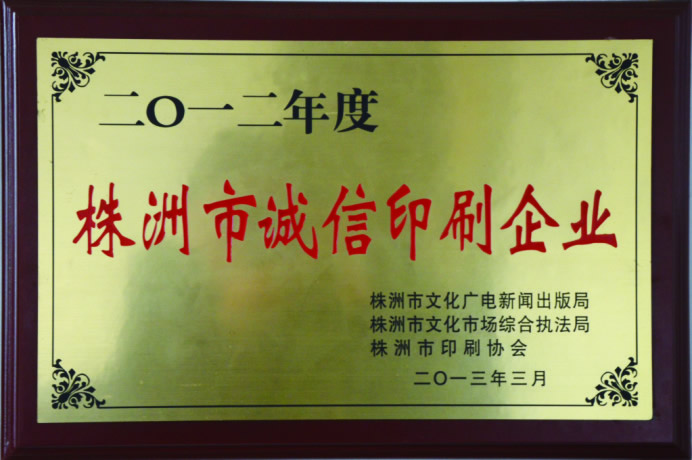 二〇一二年度
株洲市诚信印刷企业
株洲市文化广电新闻出版局
株洲市文化市场综合执法局
株洲市印刷协会
二〇一三年三月